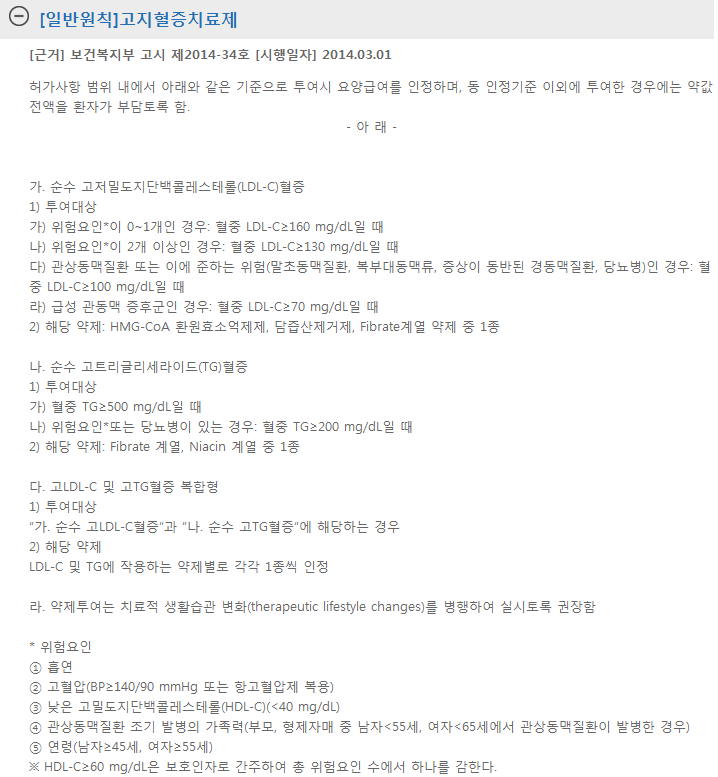 [일반원칙]고지혈증치료제
[근거] 보건복지부 고시 제2014-34호 [시행일자] 2014.03.01
허가사항 범위 내에서 아래와 같은 기준으로 투여시 요양급여를 인정하며, 동 인정기준 이외에 투여한 경우에는 약값
전액을 환자가 부담토록 함.
- 아 래 -
가. 순수 고저밀도지단백콜레스테롤(LDL-C)혈증
1) 투여대상
가) 위험요인*이 0~1개인 경우: 혈중 LDL-C≥160 mg/dL일 때
나) 위험요인*이 2개 이상인 경우: 혈중 LDL-C≥130 mg/dL일 때
다) 관상동맥질환 또는 이에 준하는 위험(말초동맥질환, 복부대동맥류, 증상이 동반된 경동맥질환, 당뇨병)인 경우: 혈
중 LDL-C≥100 mg/dL일 때
라) 급성 관동맥 증후군인 경우: 혈중 LDL-C≥70 mg/dL일 때
2) 해당 약제: HMG-CoA 환원효소억제제, 담즙산제거제, Fibrate계열 약제 중 1종
나. 순수 고트리글리세라이드(TG)혈증
1) 투여대상
가) 혈중 TG≥500 mg/dL일 때
나) 위험요인*또는 당뇨병이 있는 경우: 혈중 TG≥200 mg/dL일 때
2) 해당 약제: Fibrate 계열, Niacin 계열 중 1종
다. 고LDL-C 및 고TG혈증 복합형
1) 투여대상
"가. 순수 고LDL-C혈증"과 "나. 순수 고TG혈증"에 해당하는 경우
2) 해당 약제
LDL-C 및 TG에 작용하는 약제별로 각각 1종씩 인정
라. 약제투여는 치료적 생활습관 변화(therapeutic lifestyle changes)를 병행하여 실시토록 권장함
* 위험요인
① 흡연
② 고혈압(BP≥140/90 mmHg 또는 항고혈압제 복용)
③ 낮은 고밀도지단백콜레스테롤(HDL-C)(<40 mg/dL)
④ 관상동맥질환 조기 발병의 가족력(부모, 형제자매 중 남자<55세, 여자<65세에서 관상동맥질환이 발병한 경우)
⑤ 연령(남자≥45세, 여자≥55세)
※ HDL-C≥60 mg/dL은 보호인자로 간주하여 총 위험요인 수에서 하나를 감한다.